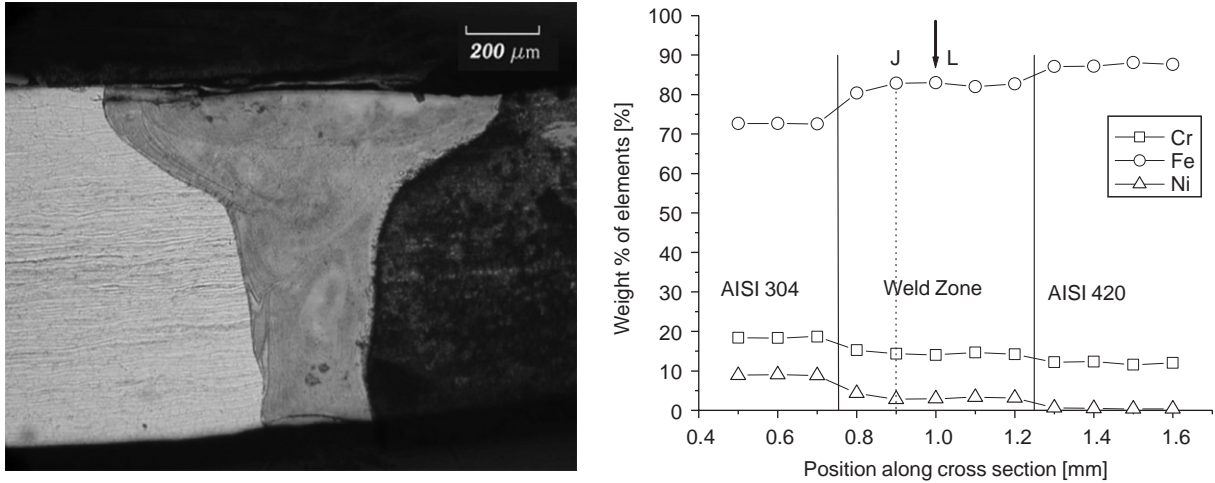 200 μm
100
90
80
70
60
50
40
30
20
10
0
Weight % of elements [%]
J L
Cr
Fe
Ni
AISI 304 Weld Zone AISI 420
0.4 0.6 0.8 1.0 1.2 1.4 1.6
Position along cross section [mm]